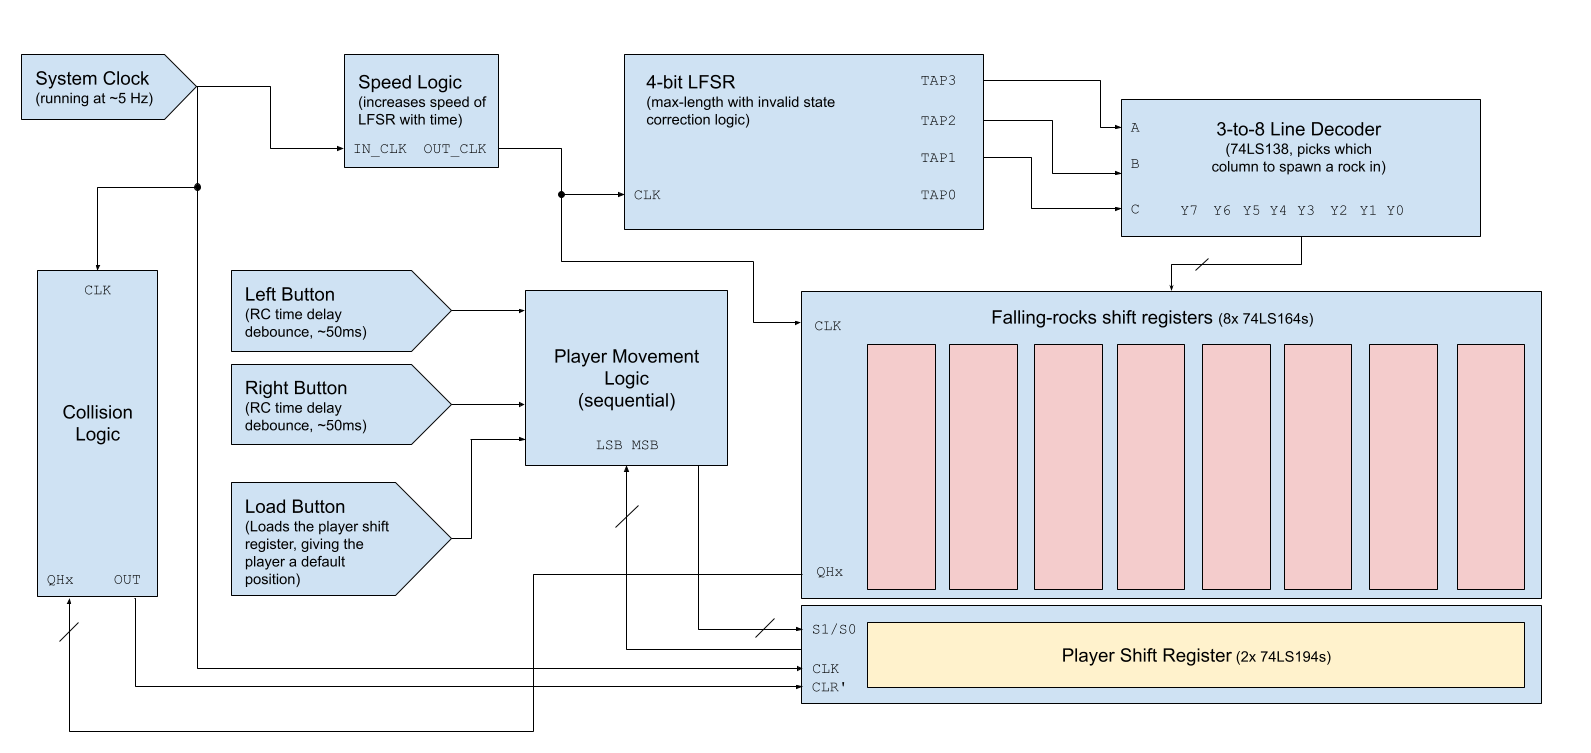 System Clock
(running at ~5 Hz)
Speed Logic
(increases speed of
LFSR with time)
IN_CLK OUT_CLK
4-bit LFSR
(max-length with invalid state
correction logic)
TAP3
TAP2
TAP1
TAP0
CLK
3-to-8 Line Decoder
(74LS138, picks which
column to spawn a rock in)
A
B
C
Y7 Y6 Y5 Y4 Y3 Y2 Y1 Y0
CLK
Collision
Logic
QHx OUT
Left Button
(RC time delay
debounce, ~50ms)
Right Button
(RC time delay
debounce, ~50ms)
Load Button
(Loads the player shift
register, giving the
player a default
position)
Player Movement
Logic
(sequential)
LSB MSB
Falling-rocks shift registers (8x 74LS164s)
CLK
QHx
S1/S0
CLK
CLR'
Player Shift Register (2x 74LS194s)